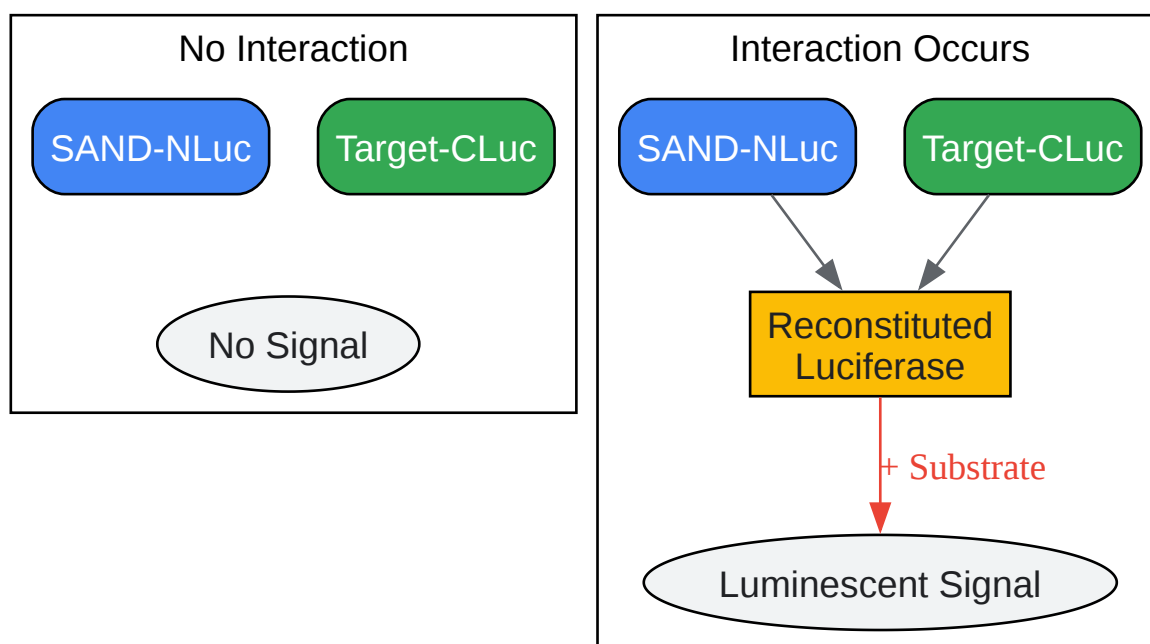 No Interaction
SAND-NLuc
Target-CLuc
No Signal
Interaction Occurs
SAND-NLuc
Target-CLuc
Reconstituted
Luciferase
+ Substrate
Luminescent Signal